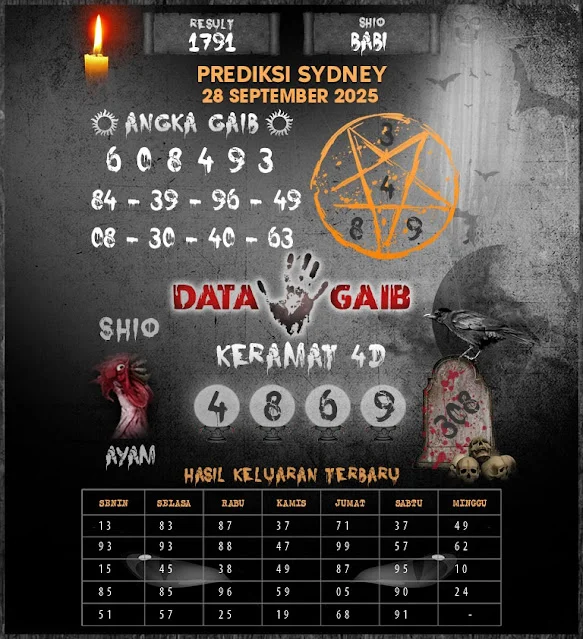 RESULT
1791
SHIO
BABI
PREDIKSI SYDNEY
28 SEPTEMBER 2025
ANGKA GAIB
6 0 8 4 9 3
84 - 39 - 96 - 49
08 - 30 - 40 - 63
3
4
8 9
DATA GAIB
SHIO
AYAM
KERAMAT 4D
4 8 6 9
308
HASIL KELUARAN TERBARU
SENIN SELASA RABU KAMIS JUMAT SABTU MINGGU
13 83 87 37 71 37 49
93 93 88 47 99 57 62
15 45 38 49 87 95 10
85 85 96 59 05 90 24
51 57 25 19 68 91 -